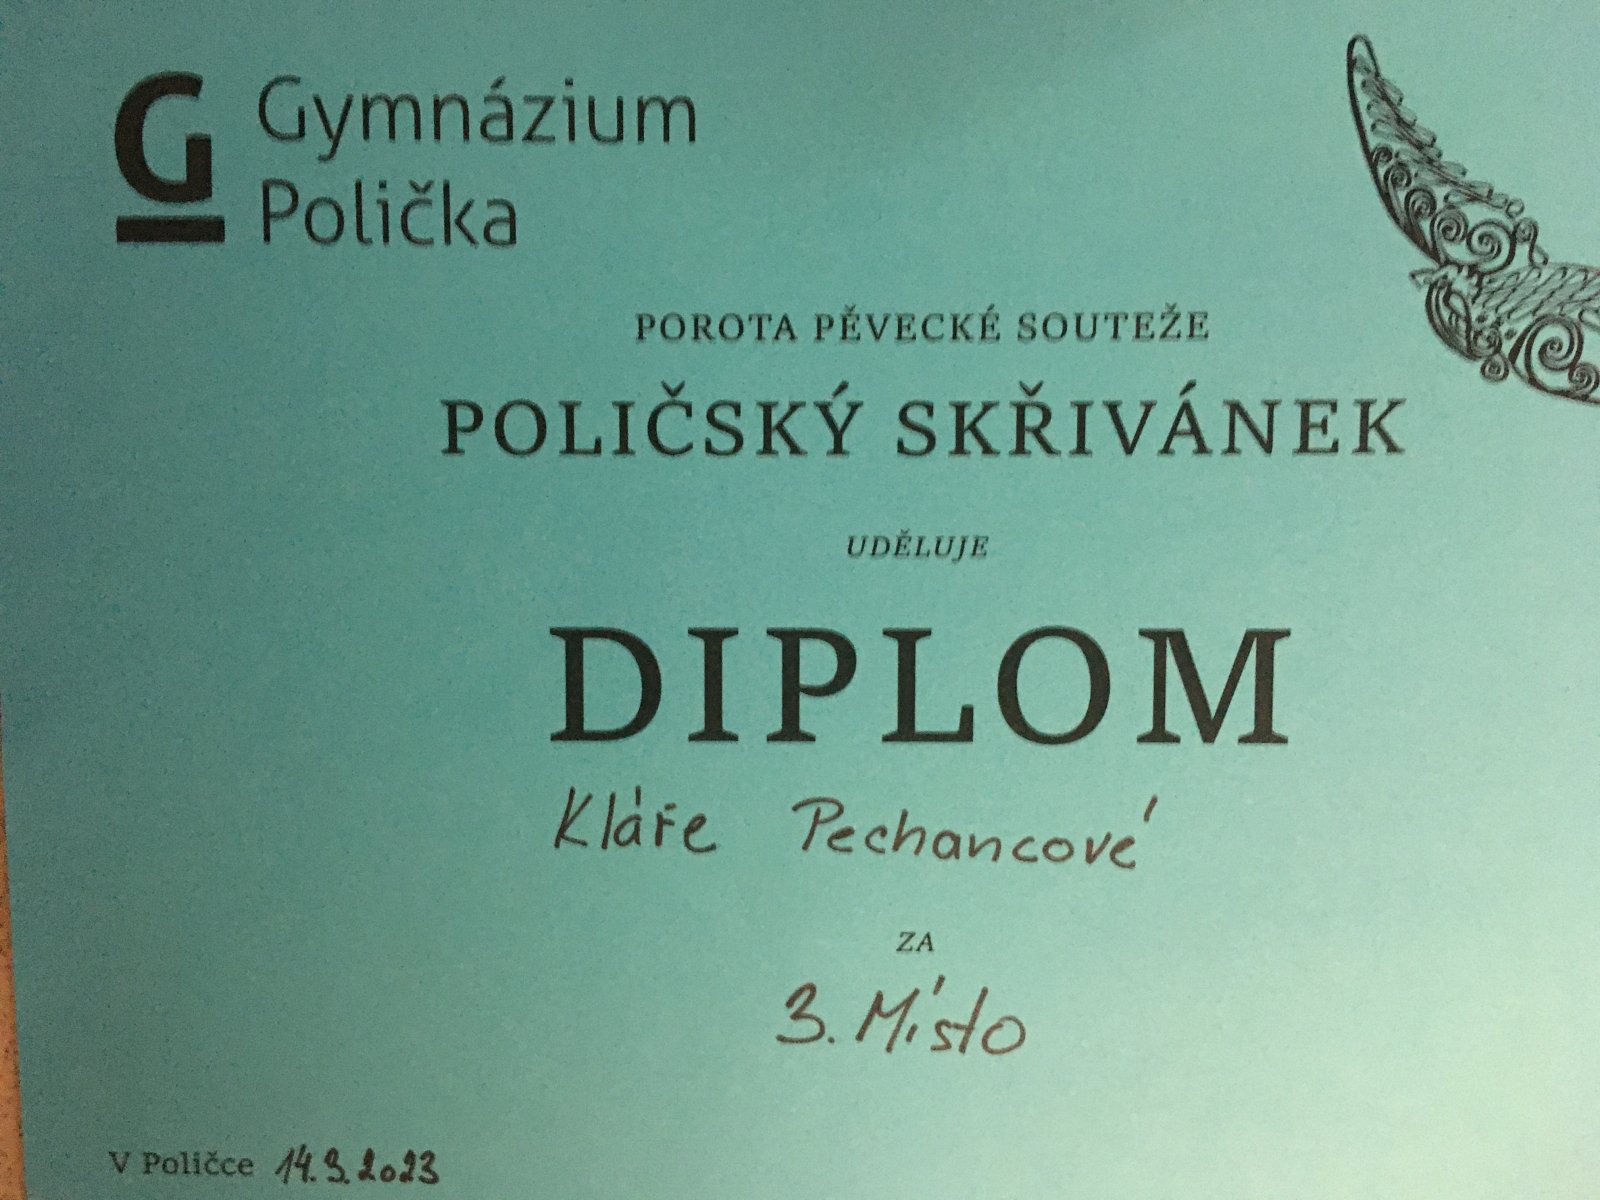 G Gymnázium
Polička
POROTA PĚVECKÉ SOUTEŽE
POLIČSKÝ SKŘIVÁNEK
UDĚLUJE
DIPLOM
Kláře Pechancové
ZA
3. Místo
V Poličce 14.3.2023